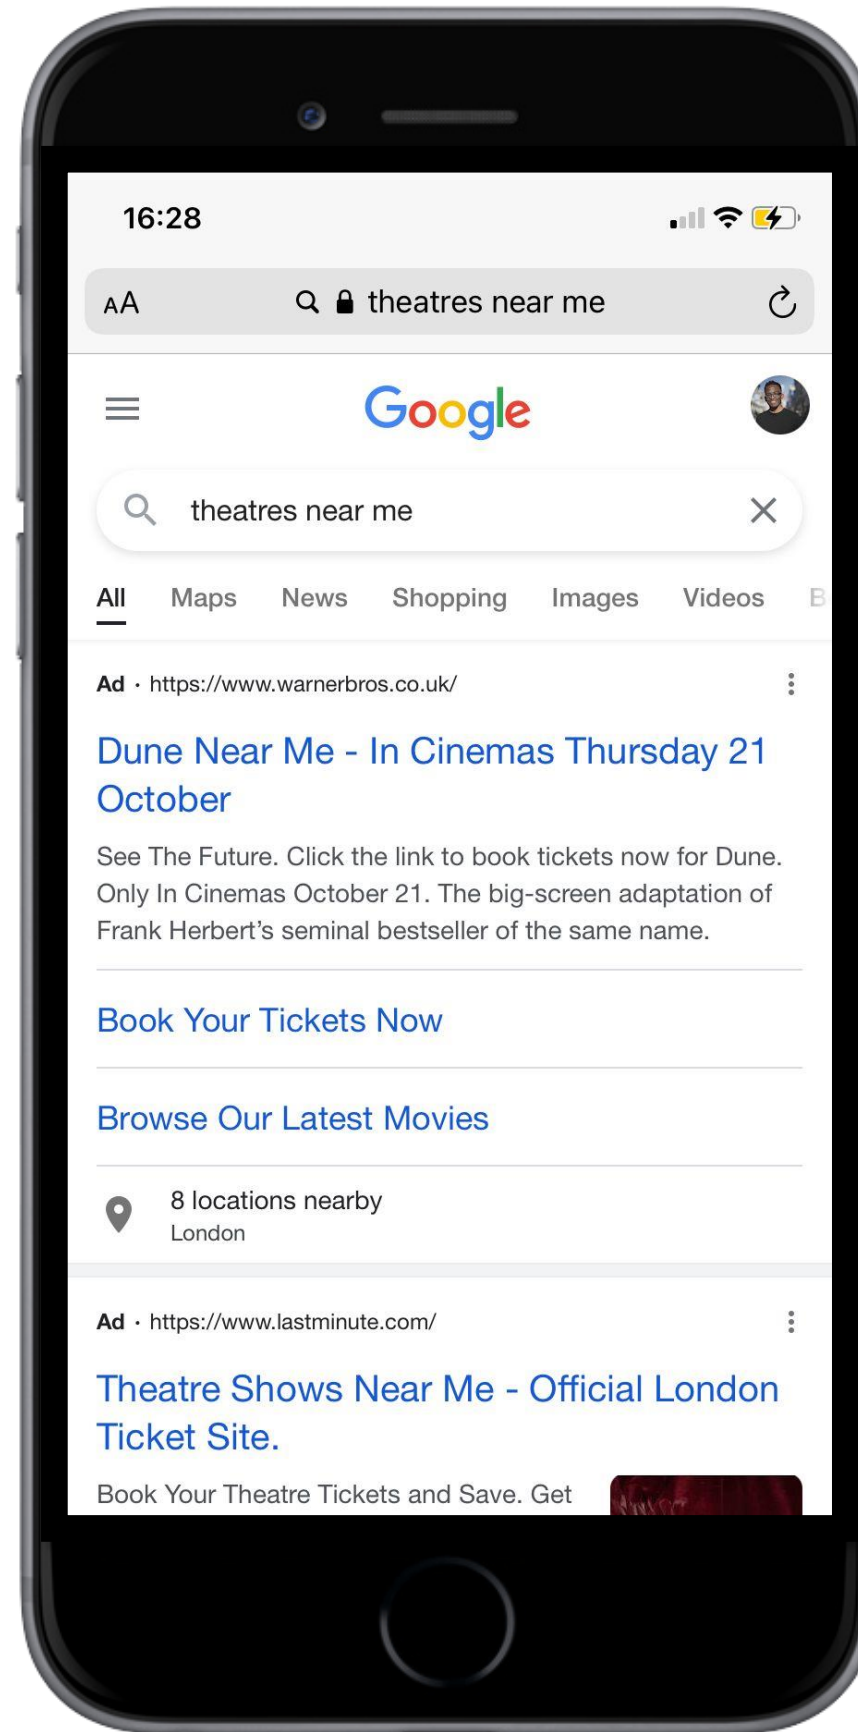 16:28
AA theatres near me
Google
theatres near me
All Maps News Shopping Images Videos B
Ad · https://www.warnerbros.co.uk/
Dune Near Me - In Cinemas Thursday 21
October
See The Future. Click the link to book tickets now for Dune.
Only In Cinemas October 21. The big-screen adaptation of
Frank Herbert’s seminal bestseller of the same name.
Book Your Tickets Now
Browse Our Latest Movies
8 locations nearby
London
Ad · https://www.lastminute.com/
Theatre Shows Near Me - Official London
Ticket Site.
Book Your Theatre Tickets and Save. Get